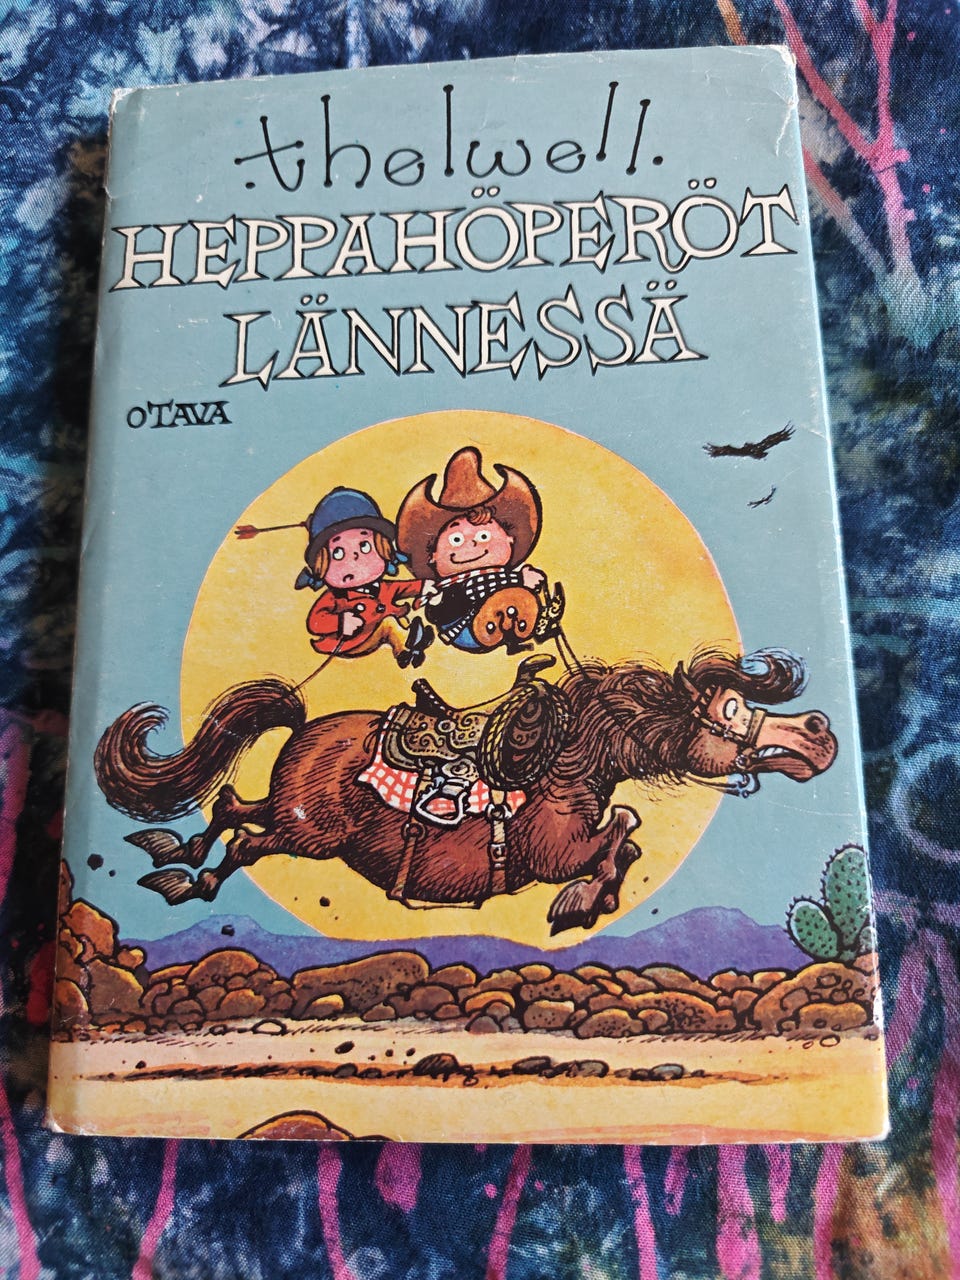 thelwell.
HEPPAHÖPERÖT
LÄNNESSÄ
OTAVA